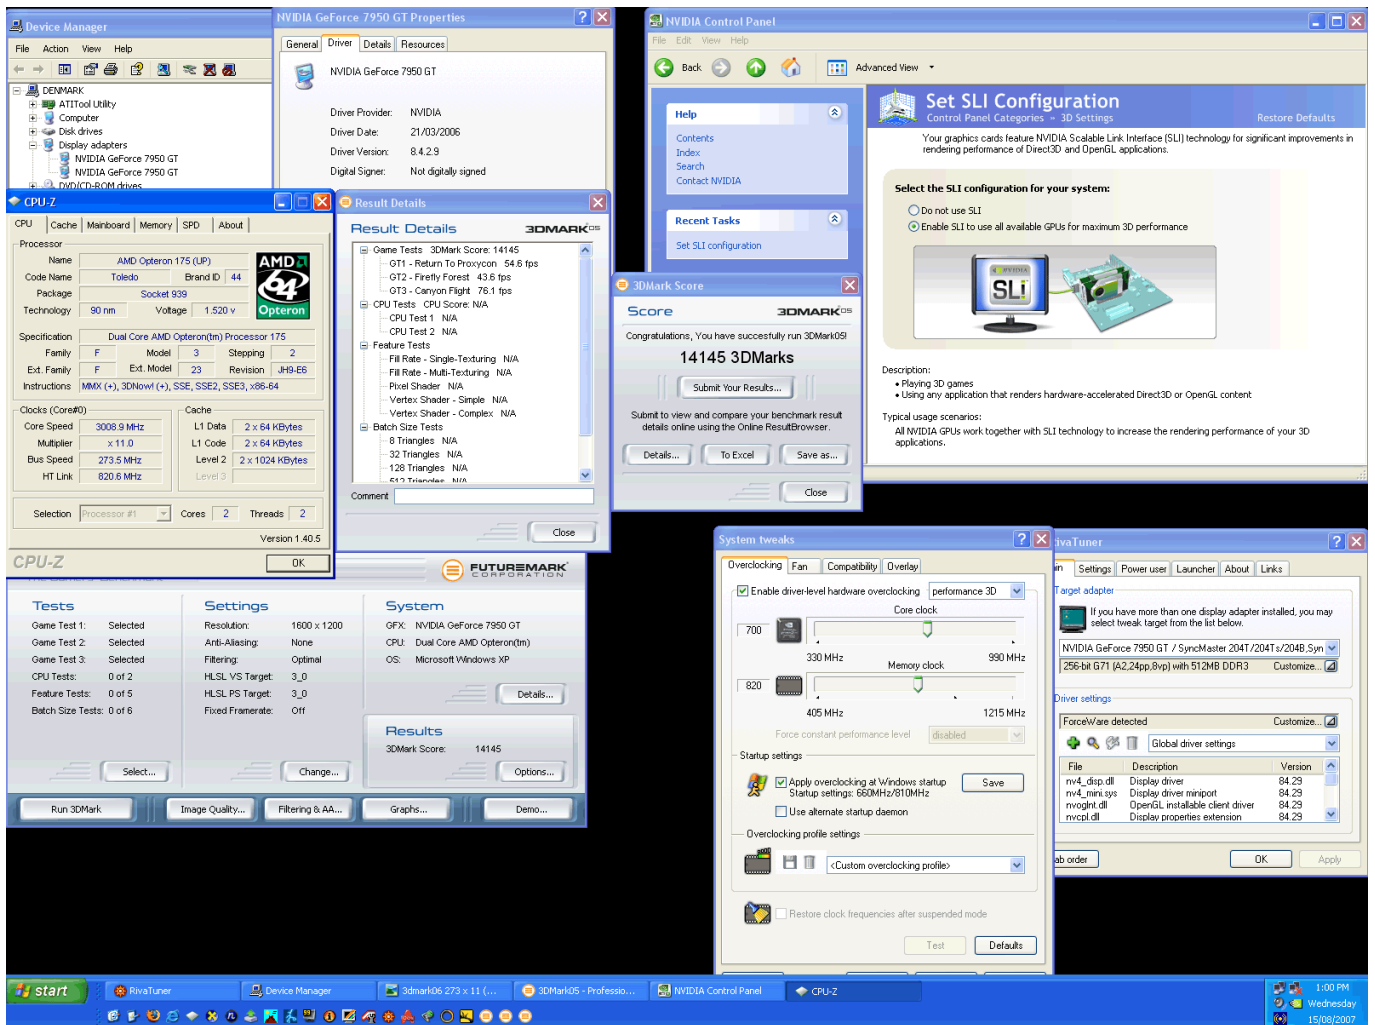 Device Manager
File Action View Help
DENMARK
ATITool Utility
Computer
Disk drives
Display adapters
NVIDIA GeForce 7950 GT
NVIDIA GeForce 7950 GT
DVD/CD-ROM drives
NVIDIA GeForce 7950 GT Properties
General Driver Details Resources
NVIDIA GeForce 7950 GT
Driver Provider: NVIDIA
Driver Date: 21/03/2006
Driver Version: 8.4.2.9
Digital Signer: Not digitally signed
NVIDIA Control Panel
File Edit View Help
Back Advanced View
Help
Contents
Index
Search
Contact NVIDIA
Recent Tasks
Set SLI configuration
Set SLI Configuration
Control Panel Categories 3D Settings Restore Defaults
Your graphics cards feature NVIDIA Scalable Link Interface (SLI) technology for significant improvements in
rendering performance of Direct3D and OpenGL applications.
Select the SLI configuration for your system:
Do not use SLI
Enable SLI to use all available GPUs for maximum 3D performance
NVIDIA
SLI
Description:
• Playing 3D games
• Using any application that renders hardware-accelerated Direct3D or OpenGL content
Typical usage scenarios:
All NVIDIA GPUs work together with SLI technology to increase the rendering performance of your 3D
applications.
CPU-Z
CPU Cache Mainboard Memory SPD About
Processor
Name AMD Opteron 175 (UP)
Code Name Toledo Brand ID 44
Package Socket 939
Technology 90 nm Voltage 1.520 v
AMD
64
Opteron
Specification Dual Core AMD Opteron(tm) Processor 175
Family F Model 3 Stepping 2
Ext. Family F Ext. Model 23 Revision JH9-E6
Instructions MMX (+), 3DNow! (+), SSE, SSE2, SSE3, x86-64
Clocks (Core#0)
Core Speed 3008.9 MHz
Multiplier x 11.0
Bus Speed 273.5 MHz
HT Link 820.6 MHz
Cache
L1 Data 2 x 64 KBytes
L1 Code 2 x 64 KBytes
Level 2 2 x 1024 KBytes
Level 3
Selection Processor #1 Cores 2 Threads 2
Version 1.40.5
CPU-Z OK
Result Details
Result Details 3DMARK05
Game Tests 3DMark Score: 14145
GT1 - Return To Proxycon 54.6 fps
GT2 - Firefly Forest 43.6 fps
GT3 - Canyon Flight 76.1 fps
CPU Tests CPU Score: N/A
CPU Test 1 N/A
CPU Test 2 N/A
Feature Tests
Fill Rate - Single-Texturing N/A
Fill Rate - Multi-Texturing N/A
Pixel Shader N/A
Vertex Shader - Simple N/A
Vertex Shader - Complex N/A
Batch Size Tests
8 Triangles N/A
32 Triangles N/A
128 Triangles N/A
512 Triangles N/A
Comment
Close
3DMark Score
Score 3DMARK05
Congratulations, You have succesfully run 3DMark05!
14145 3DMarks
Submit Your Results...
Submit to view and compare your benchmark result
details online using the Online ResultBrowser.
Details... To Excel Save as...
Close
FUTUREMARK
CORPORATION
Tests
Game Test 1: Selected
Game Test 2: Selected
Game Test 3: Selected
CPU Tests: 0 of 2
Feature Tests: 0 of 5
Batch Size Tests: 0 of 6
Select...
Settings
Resolution: 1600 x 1200
Anti-Aliasing: None
Filtering: Optimal
HLSL VS Target: 3_0
HLSL PS Target: 3_0
Fixed Framerate: Off
Change...
System
GFX: NVIDIA GeForce 7950 GT
CPU: Dual Core AMD Opteron(tm)
OS: Microsoft Windows XP
Details...
Results
3DMark Score: 14145
Options...
Run 3DMark Image Quality... Filtering & AA... Graphs... Demo...
System tweaks
Overclocking Fan Compatibility Overlay
Enable driver-level hardware overclocking performance 3D
Core clock
700
330 MHz 990 MHz
Memory clock
820
405 MHz 1215 MHz
Force constant performance level disabled
Startup settings
Apply overclocking at Windows startup Save
Startup settings: 660MHz/810MHz
Use alternate startup daemon
Overclocking profile settings
<Custom overclocking profile>
Restore clock frequencies after suspended mode
Test Defaults
RivaTuner
Settings Power user Launcher About Links
Target adapter
If you have more than one display adapter installed, you may
select tweak target from the list below.
NVIDIA GeForce 7950 GT / SyncMaster 204T/204Ts/204B,Syn
256-bit G71 (A2,24pp,8vp) with 512MB DDR3 Customize...
Driver settings
ForceWare detected Customize...
Global driver settings
File Description Version
nv4_disp.dll Display driver 84.29
nv4_mini.sys Display driver miniport 84.29
nvoglnt.dll OpenGL installable client driver 84.29
nvcpl.dll Display properties extension 84.29
ab order OK Apply
start RivaTuner Device Manager 3dmark06 273 x 11 (... 3DMark05 - Professio... NVIDIA Control Panel CPU-Z
1:00 PM
Wednesday
15/08/2007